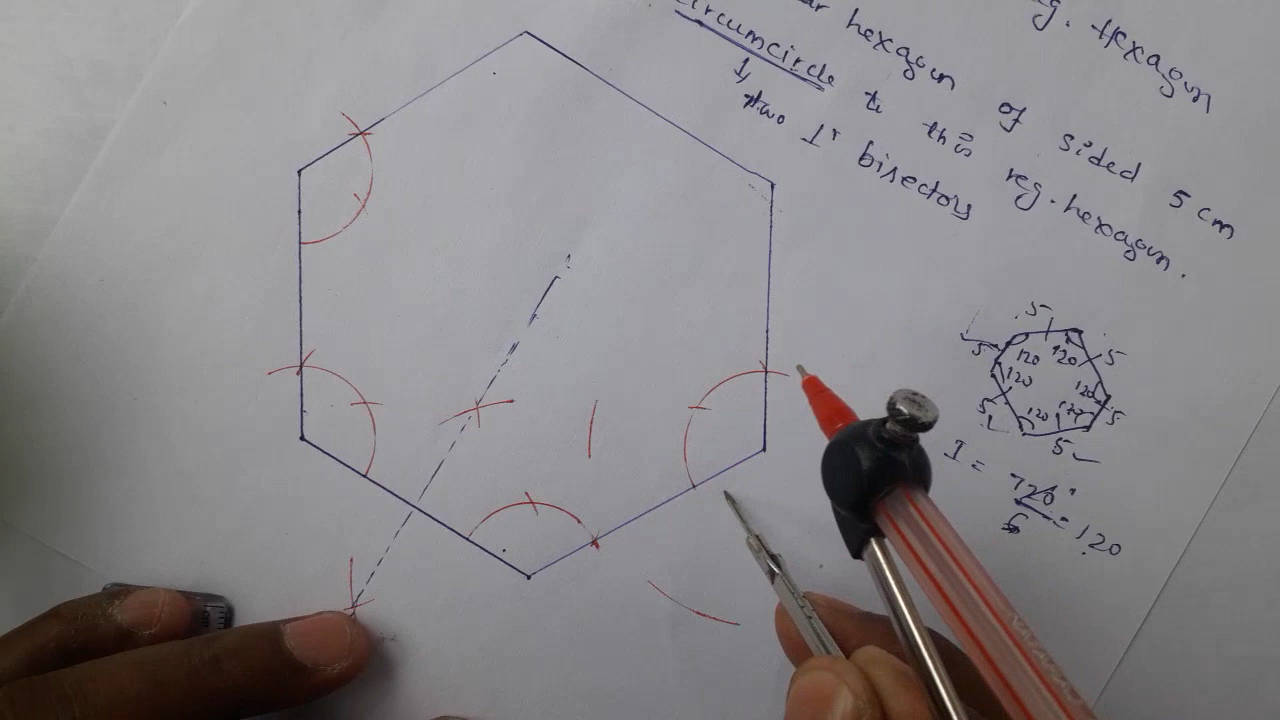 eg. Hexagon
hexagon of sided 5 cm
circumcircle to this reg. hexagon.
two ⊥r bisectors
5
5
5
120
120
120
120
5
5
120
120
5
I = 720°
6
= 120